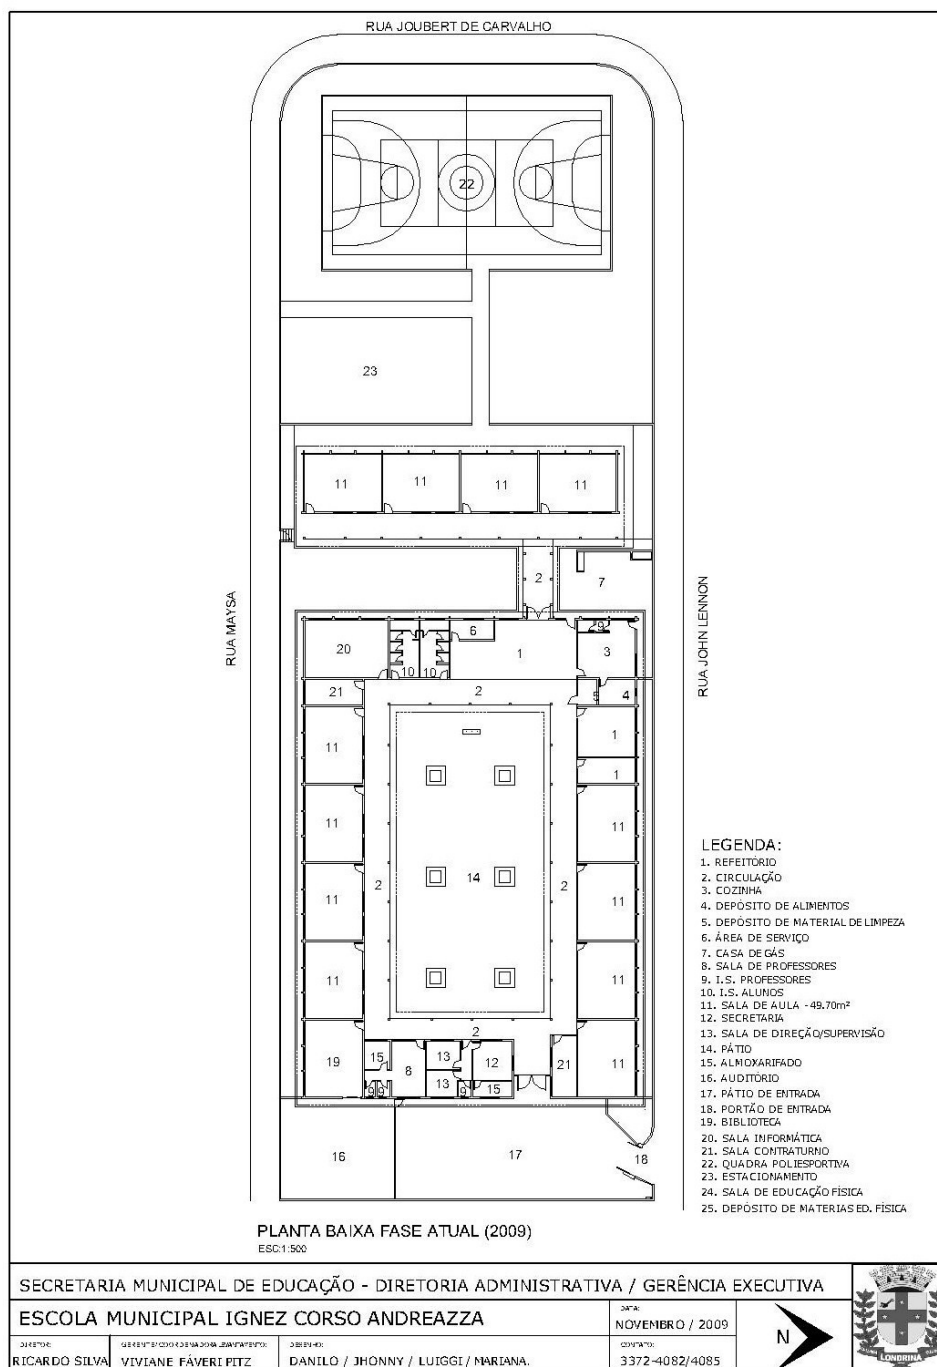 RUA JOUBERT DE CARVALHO
22
23
11 11 11 11
2
7
RUA MAYSA
RUA JOHN LENNON
6
9
20
1
3
10 10
21
2
5
4
11
1
1
11
11
2
14
2
11
11
11
11
2
19
15
8
13
12
21
11
9 9
13
9
15
16
17
18
LEGENDA:
1. REFEITÓRIO
2. CIRCULAÇÃO
3. COZINHA
4. DEPÓSITO DE ALIMENTOS
5. DEPÓSITO DE MATERIAL DE LIMPEZA
6. ÁREA DE SERVIÇO
7. CASA DE GÁS
8. SALA DE PROFESSORES
9. I.S. PROFESSORES
10. I.S. ALUNOS
11. SALA DE AULA - 49.70m²
12. SECRETARIA
13. SALA DE DIREÇÃO/SUPERVISÃO
14. PÁTIO
15. ALMOXARIFADO
16. AUDITÓRIO
17. PÁTIO DE ENTRADA
18. PORTÃO DE ENTRADA
19. BIBLIOTECA
20. SALA INFORMÁTICA
21. SALA CONTRATURNO
22. QUADRA POLIESPORTIVA
23. ESTACIONAMENTO
24. SALA DE EDUCAÇÃO FÍSICA
25. DEPÓSITO DE MATERIAS ED. FÍSICA
PLANTA BAIXA FASE ATUAL (2009)
ESC:1:500
SECRETARIA MUNICIPAL DE EDUCAÇÃO - DIRETORIA ADMINISTRATIVA / GERÊNCIA EXECUTIVA
ESCOLA MUNICIPAL IGNEZ CORSO ANDREAZZA
DATA:
NOVEMBRO / 2009
N
LONDRINA
DIRETOR:
RICARDO SILVA
VIVIANE FÁVERI PITZ
DESENHO:
DANILO / JHONNY / LUIGGI / MARIANA.
CONTATO:
3372-4082/4085